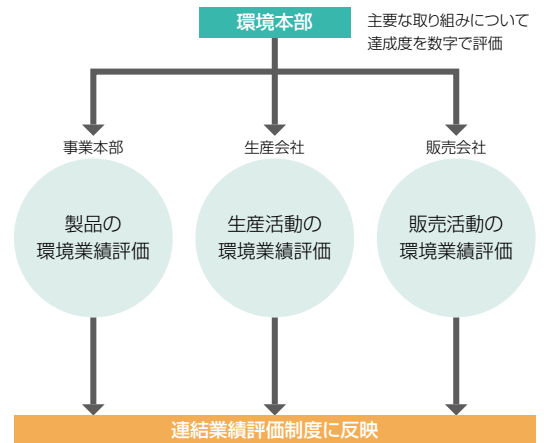 環境本部
主要な取り組みについて
達成度を数字で評価
事業本部
生産会社
販売会社
製品の
環境業績評価
生産活動の
環境業績評価
販売活動の
環境業績評価
連結業績評価制度に反映